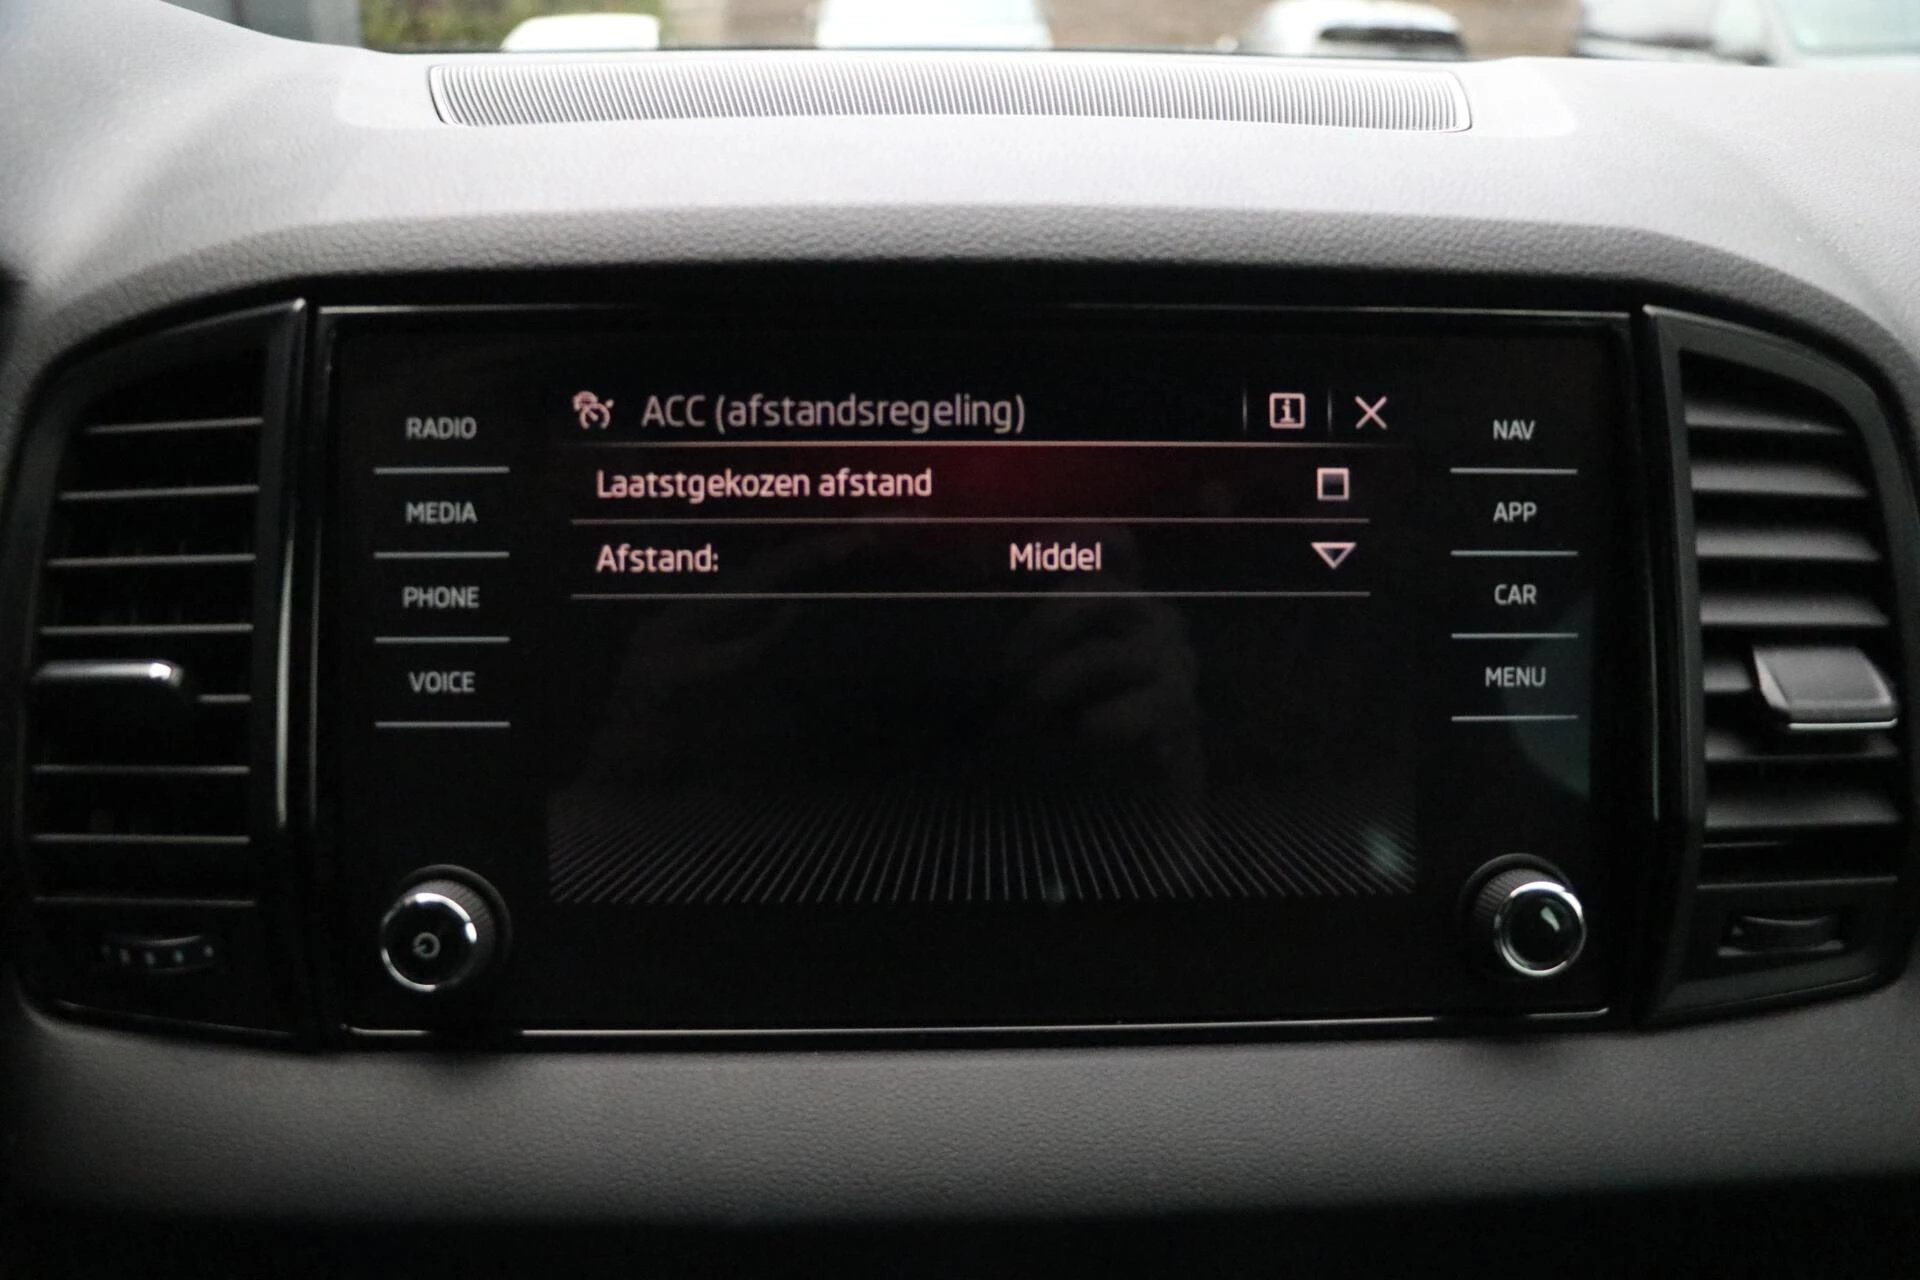 ACC (afstandsregeling)
Laatstgekozen afstand
Afstand: Middel
RADIO
MEDIA
PHONE
VOICE
NAV
APP
CAR
MENU